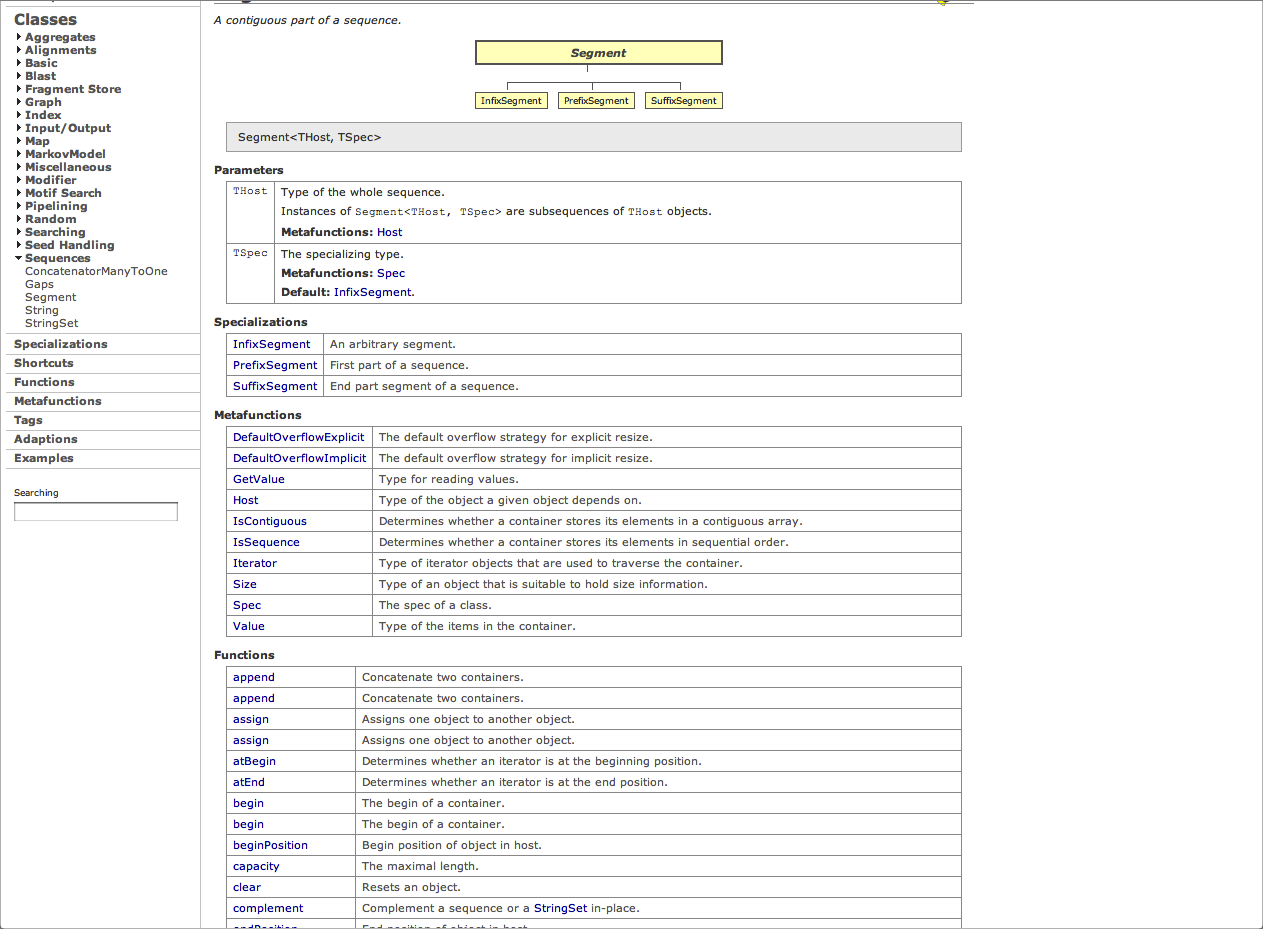 Classes
Aggregates
Alignments
Basic
Blast
Fragment Store
Graph
Index
Input/Output
Map
MarkovModel
Miscellaneous
Modifier
Motif Search
Pipelining
Random
Searching
Seed Handling
Sequences
ConcatenatorManyToOne
Gaps
Segment
String
StringSet
Specializations
Shortcuts
Functions
Metafunctions
Tags
Adaptions
Examples
Searching
A contiguous part of a sequence.
Segment
InfixSegment PrefixSegment SuffixSegment
Segment<THost, TSpec>
Parameters
THost Type of the whole sequence.
Instances of Segment<THost, TSpec> are subsequences of THost objects.
Metafunctions: Host
TSpec The specializing type.
Metafunctions: Spec
Default: InfixSegment.
Specializations
InfixSegment An arbitrary segment.
PrefixSegment First part of a sequence.
SuffixSegment End part segment of a sequence.
Metafunctions
DefaultOverflowExplicit The default overflow strategy for explicit resize.
DefaultOverflowImplicit The default overflow strategy for implicit resize.
GetValue Type for reading values.
Host Type of the object a given object depends on.
IsContiguous Determines whether a container stores its elements in a contiguous array.
IsSequence Determines whether a container stores its elements in sequential order.
Iterator Type of iterator objects that are used to traverse the container.
Size Type of an object that is suitable to hold size information.
Spec The spec of a class.
Value Type of the items in the container.
Functions
append Concatenate two containers.
append Concatenate two containers.
assign Assigns one object to another object.
assign Assigns one object to another object.
atBegin Determines whether an iterator is at the beginning position.
atEnd Determines whether an iterator is at the end position.
begin The begin of a container.
begin The begin of a container.
beginPosition Begin position of object in host.
capacity The maximal length.
clear Resets an object.
complement Complement a sequence or a StringSet in-place.
endPosition End position of object in host.